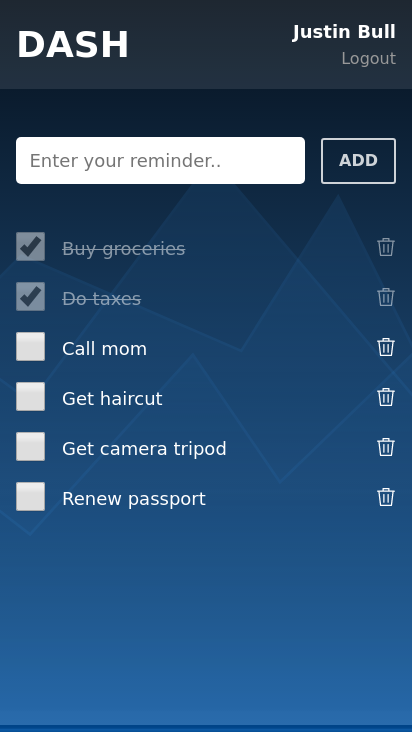 DASH
Justin Bull
Logout
Enter your reminder..
ADD
Buy groceries
Do taxes
Call mom
Get haircut
Get camera tripod
Renew passport